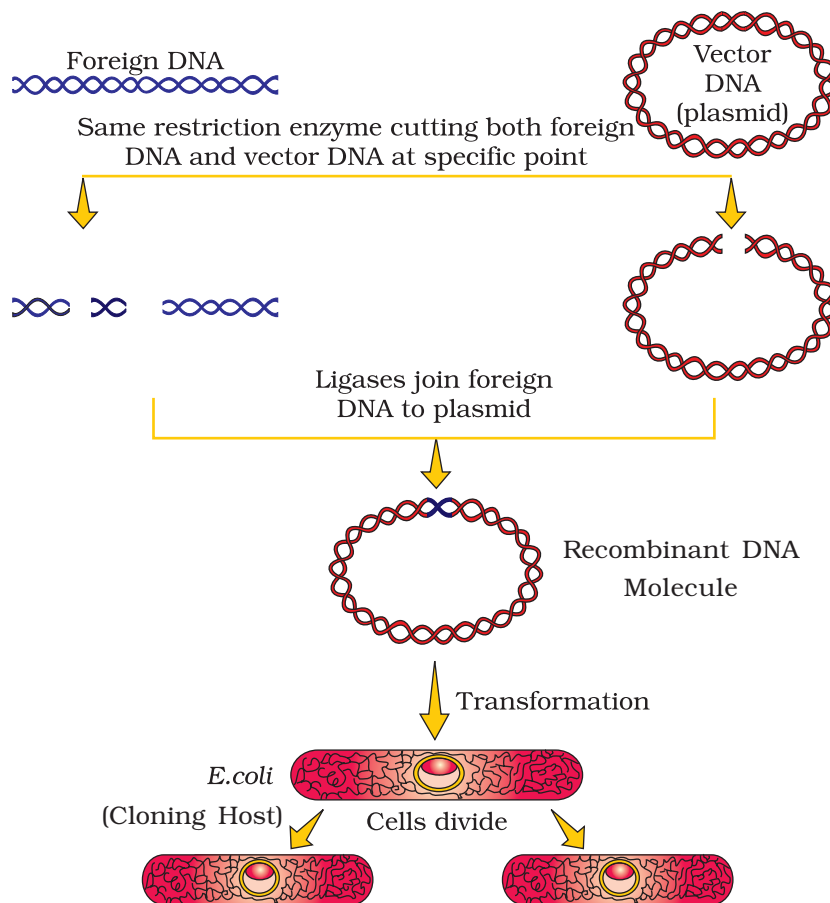 Foreign DNA
Vector
DNA
(plasmid)
Same restriction enzyme cutting both foreign
DNA and vector DNA at specific point
Ligases join foreign
DNA to plasmid
Recombinant DNA
Molecule
Transformation
E.coli
(Cloning Host)
Cells divide